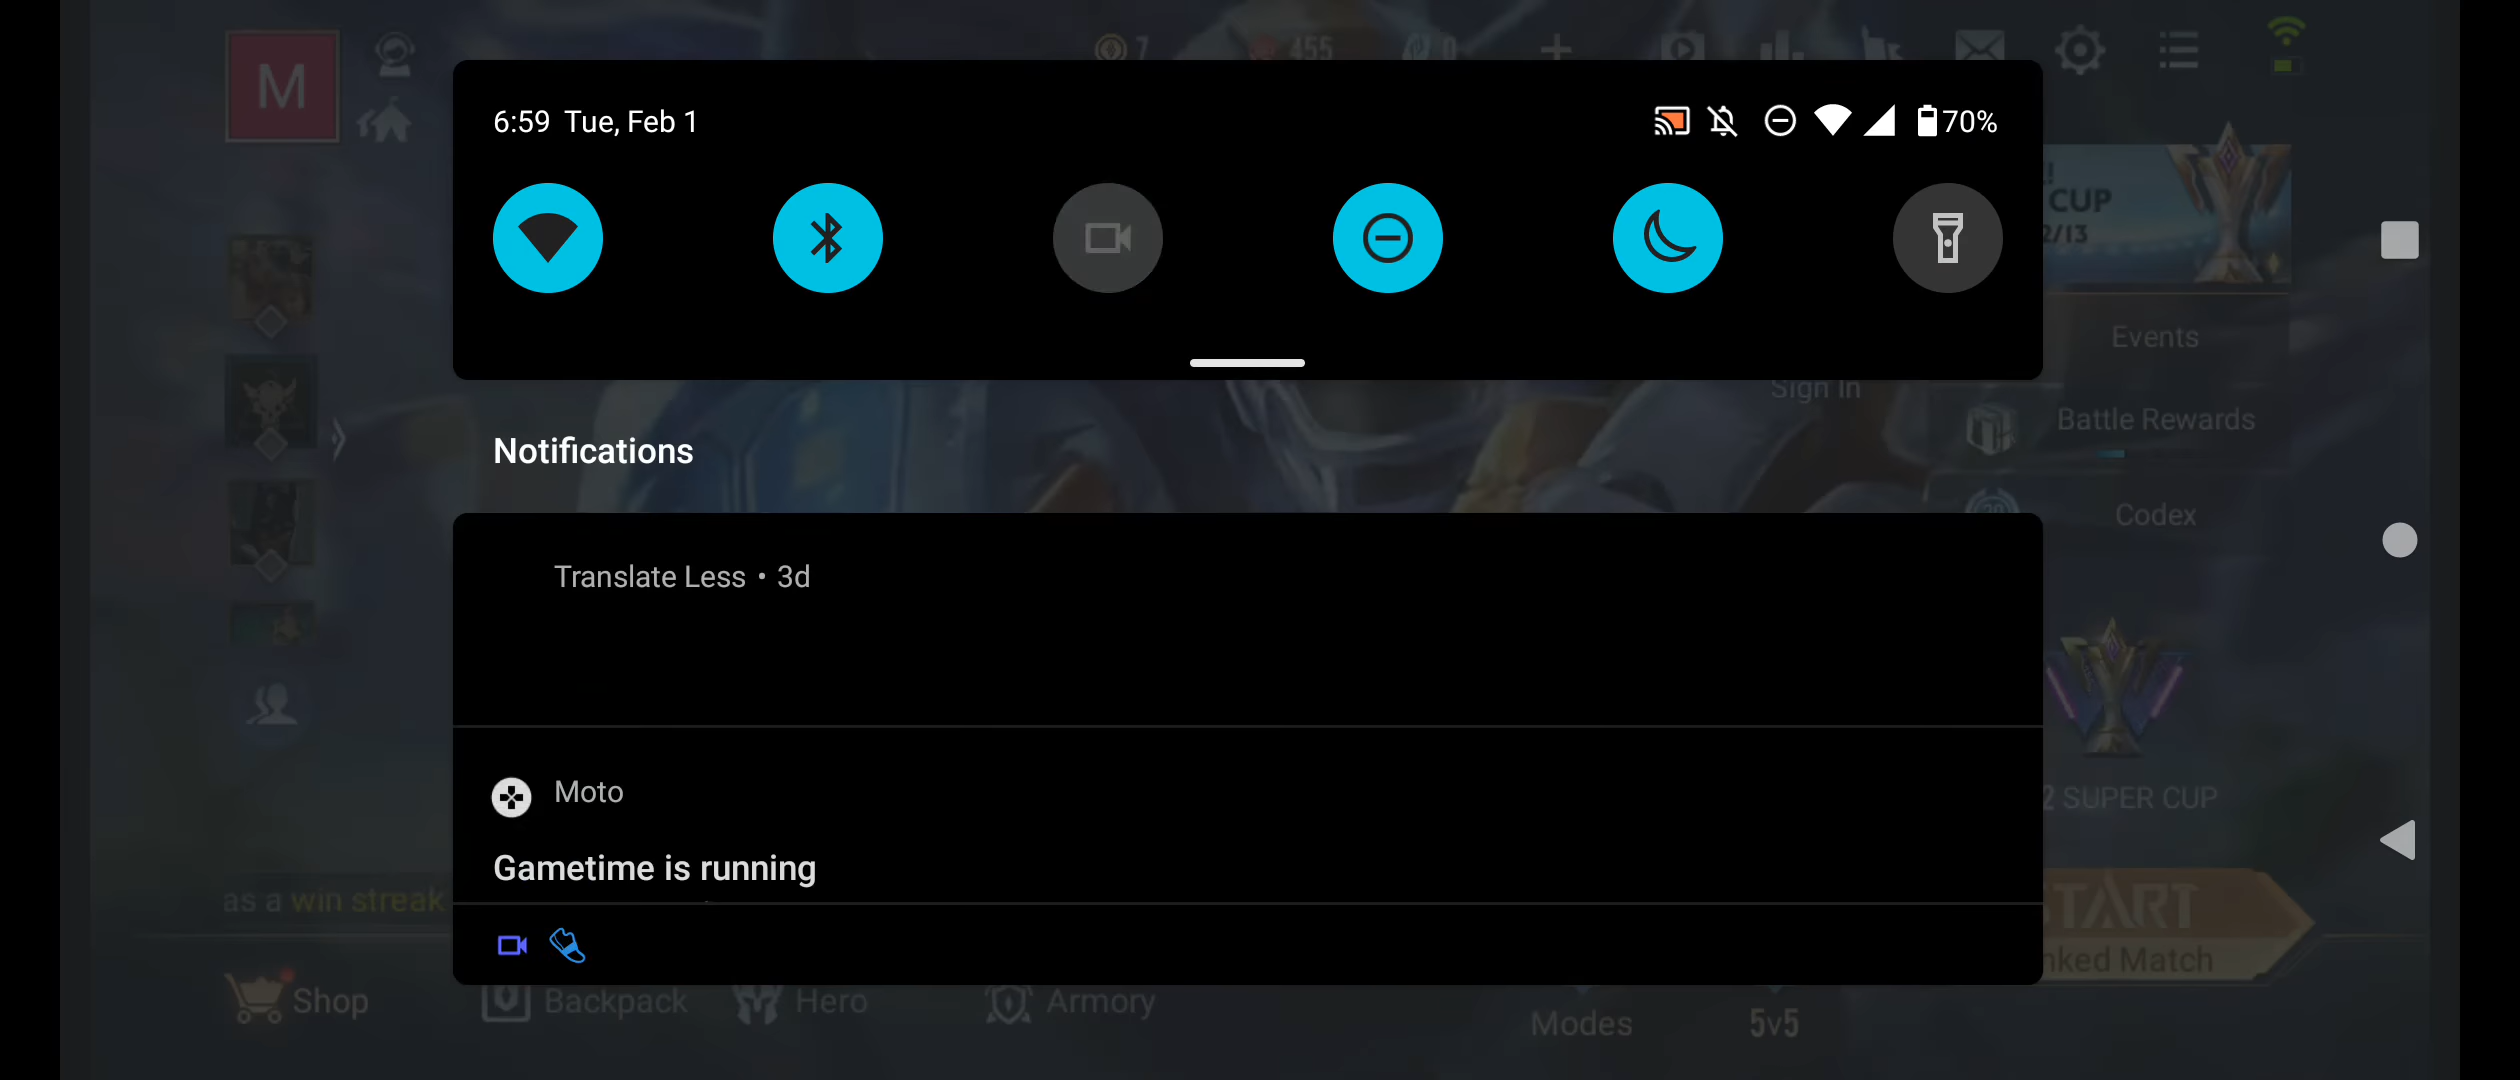 M
7
455
0
6:59 Tue, Feb 1
70%
CUP
2/13
Events
Sign In
Battle Rewards
Notifications
Codex
Translate Less • 3d
Moto
2 SUPER CUP
Gametime is running
as a win streak
START
nked Match
Shop
Backpack
Hero
Armory
Modes
5v5